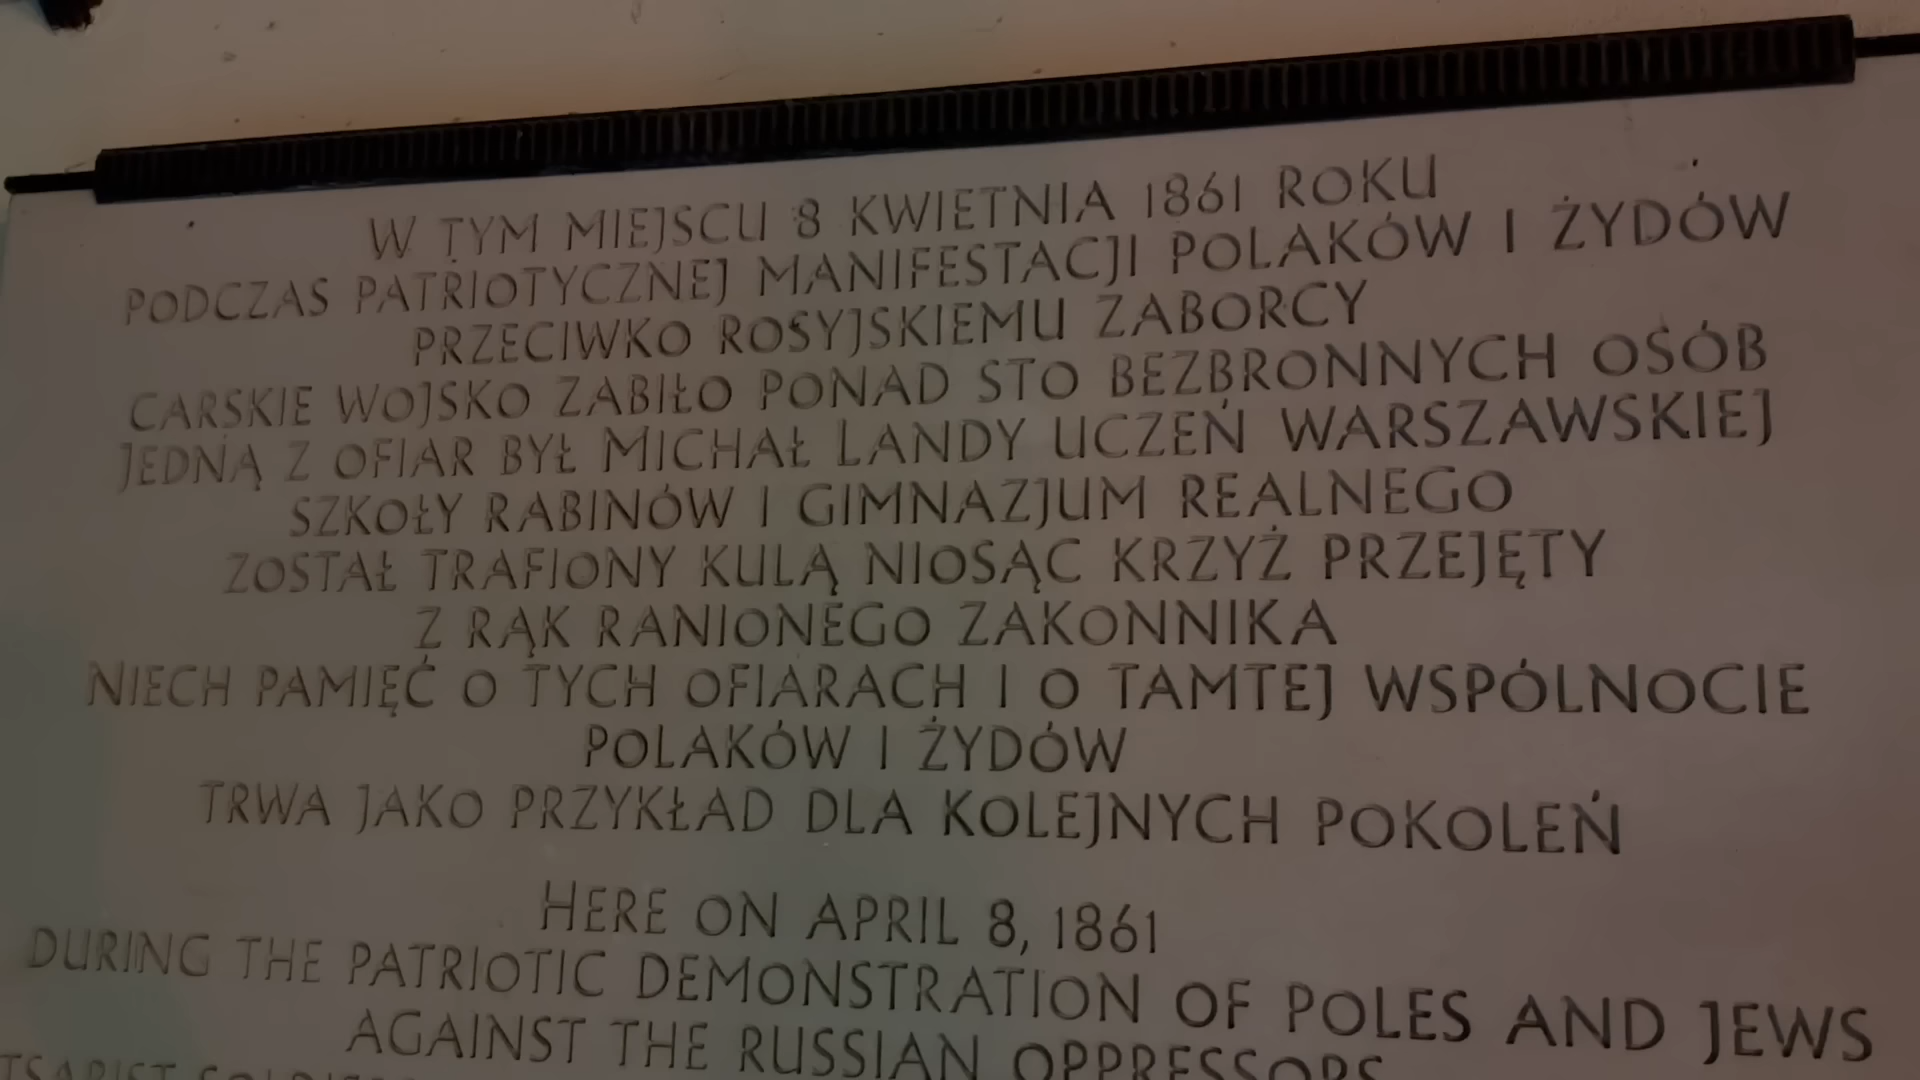 W TYM MIEJSCU 8 KWIETNIA 1861 ROKU
PODCZAS PATRIOTYCZNEJ MANIFESTACJI POLAKÓW I ŻYDÓW
PRZECIWKO ROSYJSKIEMU ZABORCY
CARSKIE WOJSKO ZABIŁO PONAD STO BEZBRONNYCH OSÓB
JEDNĄ Z OFIAR BYŁ MICHAŁ LANDY UCZEŃ WARSZAWSKIEJ
SZKOŁY RABINÓW I GIMNAZJUM REALNEGO
ZOSTAŁ TRAFIONY KULĄ NIOSĄC KRZYŻ PRZEJĘTY
Z RĄK RANIONEGO ZAKONNIKA
NIECH PAMIĘĆ O TYCH OFIARACH I O TAMTEJ WSPÓLNOCIE
POLAKÓW I ŻYDÓW
TRWA JAKO PRZYKŁAD DLA KOLEJNYCH POKOLEŃ
HERE ON APRIL 8, 1861
DURING THE PATRIOTIC DEMONSTRATION OF POLES AND JEWS
AGAINST THE RUSSIAN OPPRESSORS
TSARIST